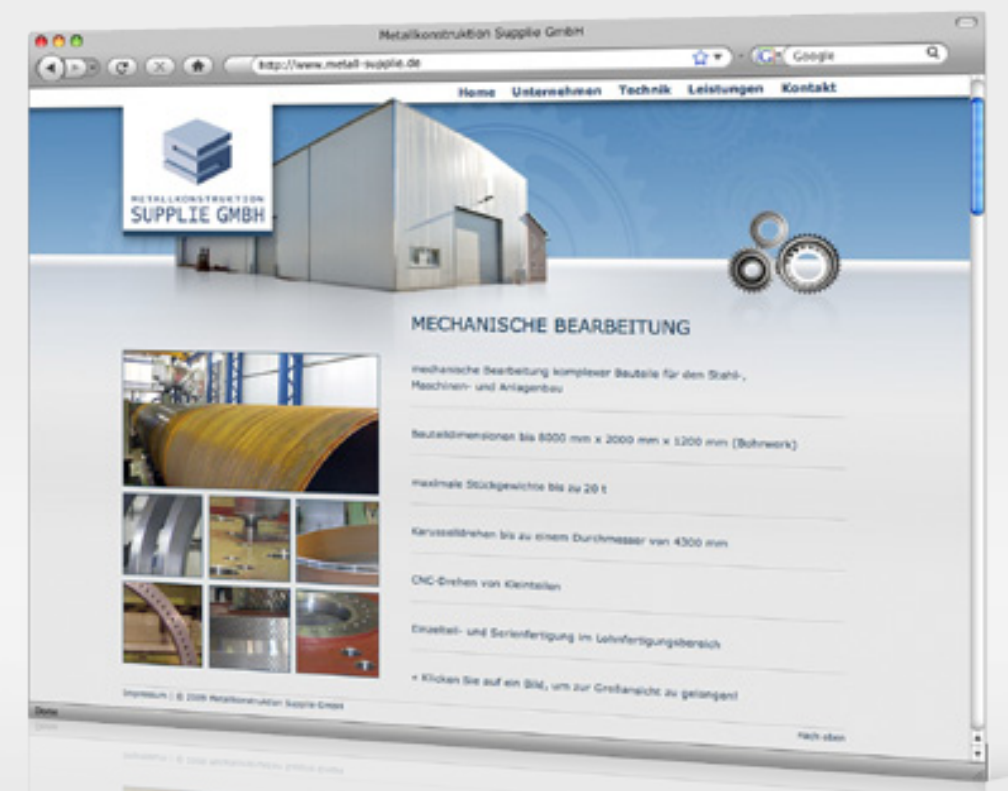 Metallkonstruktion Supplie GmbH
http://www.metall-supplie.de
Google
Home Unternehmen Technik Leistungen Kontakt
METALLKONSTRUKTION
SUPPLIE GMBH
MECHANISCHE BEARBEITUNG
mechanische Bearbeitung komplexer Bauteile für den Stahl-,
Maschinen- und Anlagenbau
Bauteildimensionen bis 8000 mm x 2000 mm x 1200 mm (Bohrwerk)
maximale Stückgewichte bis zu 20 t
Karusselldrehen bis zu einem Durchmesser von 4300 mm
CNC-Drehen von Kleinteilen
Einzelteil- und Serienfertigung im Lohnfertigungsbereich
« Klicken Sie auf ein Bild, um zur Großansicht zu gelangen!
Impressum | © 2009 Metallkonstruktion Supplie GmbH
nach oben
Done